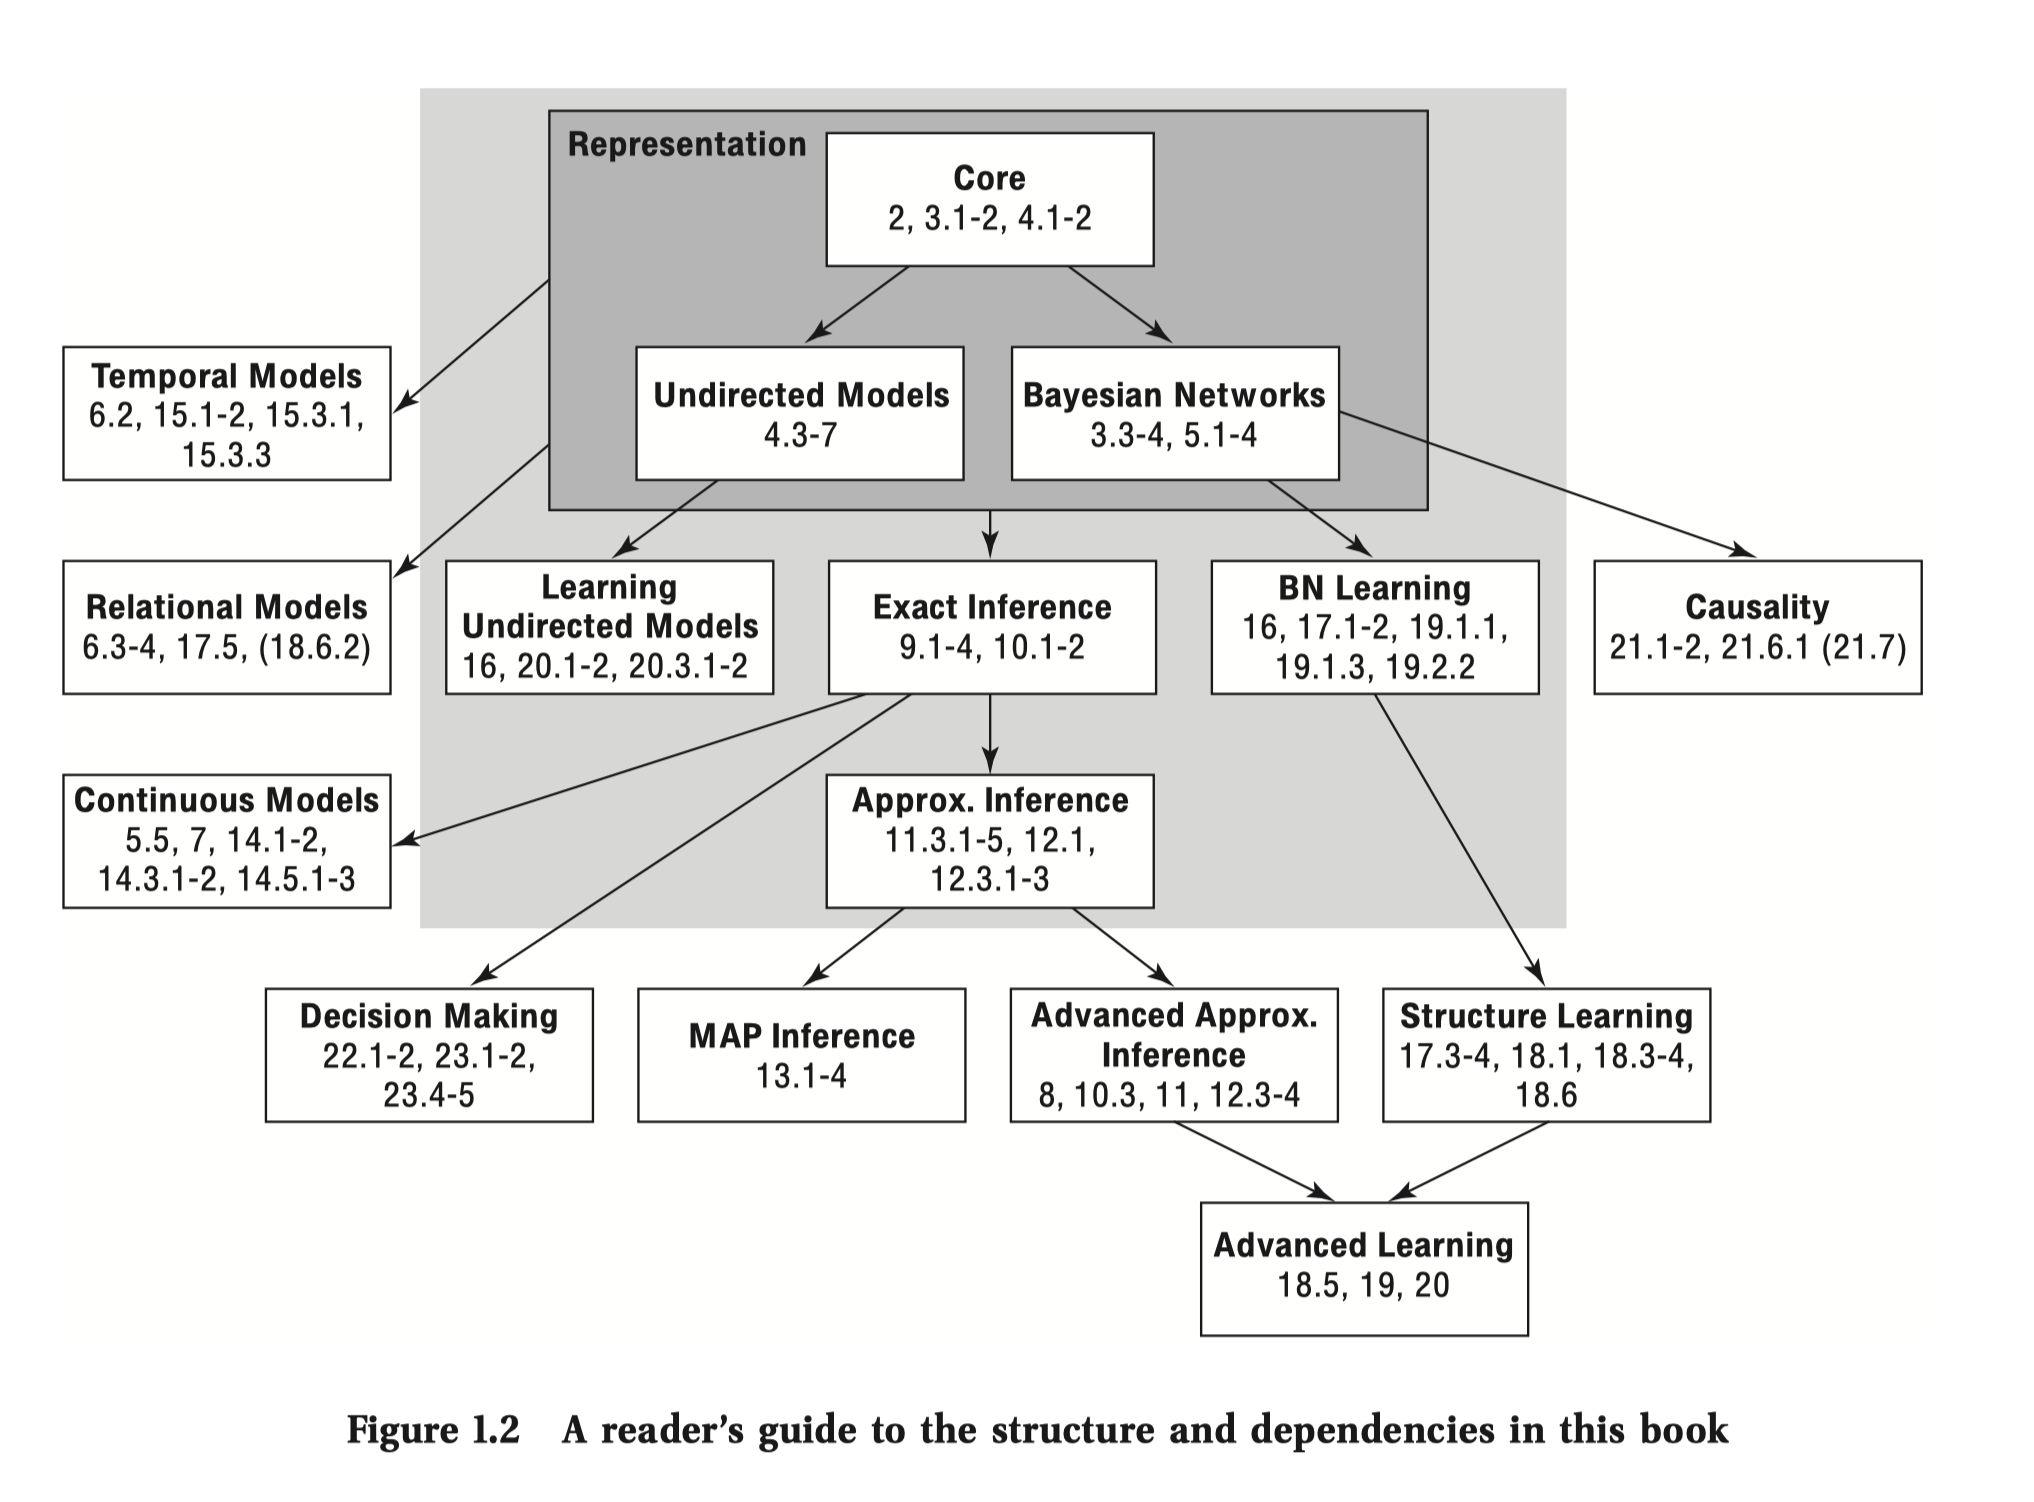 Representation
Core
2, 3.1-2, 4.1-2
Temporal Models
6.2, 15.1-2, 15.3.1,
15.3.3
Undirected Models
4.3-7
Bayesian Networks
3.3-4, 5.1-4
Relational Models
6.3-4, 17.5, (18.6.2)
Learning
Undirected Models
16, 20.1-2, 20.3.1-2
Exact Inference
9.1-4, 10.1-2
BN Learning
16, 17.1-2, 19.1.1,
19.1.3, 19.2.2
Causality
21.1-2, 21.6.1 (21.7)
Continuous Models
5.5, 7, 14.1-2,
14.3.1-2, 14.5.1-3
Approx. Inference
11.3.1-5, 12.1,
12.3.1-3
Decision Making
22.1-2, 23.1-2,
23.4-5
MAP Inference
13.1-4
Advanced Approx.
Inference
8, 10.3, 11, 12.3-4
Structure Learning
17.3-4, 18.1, 18.3-4,
18.6
Advanced Learning
18.5, 19, 20
Figure 1.2 A reader’s guide to the structure and dependencies in this book